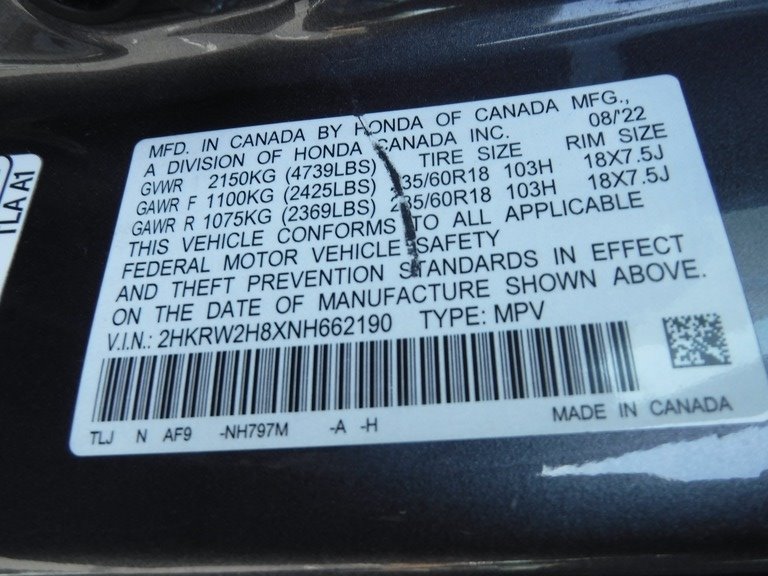 MFD. IN CANADA BY HONDA OF CANADA MFG.,
A DIVISION OF HONDA CANADA INC. 08/'22
GVWR 2150KG (4739LBS) TIRE SIZE RIM SIZE
GAWR F 1100KG (2425LBS) 235/60R18 103H 18X7.5J
GAWR R 1075KG (2369LBS) 235/60R18 103H 18X7.5J
THIS VEHICLE CONFORMS TO ALL APPLICABLE
FEDERAL MOTOR VEHICLE SAFETY
AND THEFT PREVENTION STANDARDS IN EFFECT
ON THE DATE OF MANUFACTURE SHOWN ABOVE.
V.I.N.: 2HKRW2H8XNH662190 TYPE: MPV
TLJ N AF9 -NH797M -A -H MADE IN CANADA
TLA A1